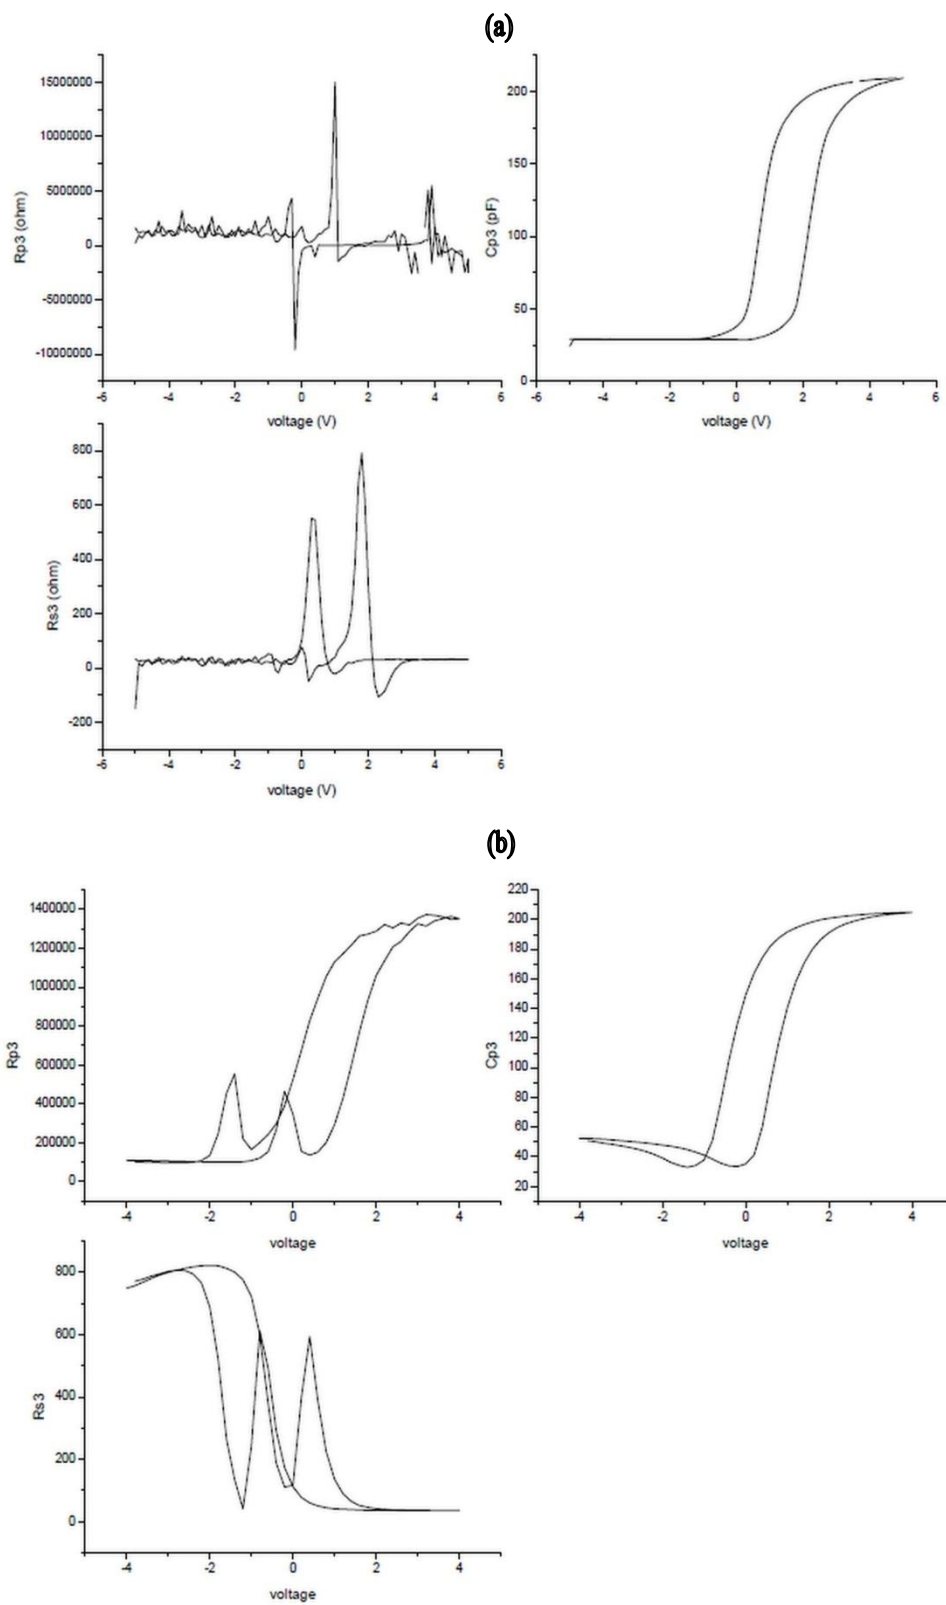 (a)
Rp3 (ohm)
15000000
10000000
5000000
0
-5000000
-10000000
-6 -4 -2 0 2 4 6
voltage (V)
Cp3 (pF)
200
150
100
50
0
-6 -4 -2 0 2 4 6
voltage (V)
Rs3 (ohm)
800
600
400
200
0
-200
-6 -4 -2 0 2 4 6
voltage (V)
(b)
Rp3
1400000
1200000
1000000
800000
600000
400000
200000
0
-4 -2 0 2 4
voltage
Cp3
220
200
180
160
140
120
100
80
60
40
20
-4 -2 0 2 4
voltage
Rs3
800
600
400
200
0
-4 -2 0 2 4
voltage